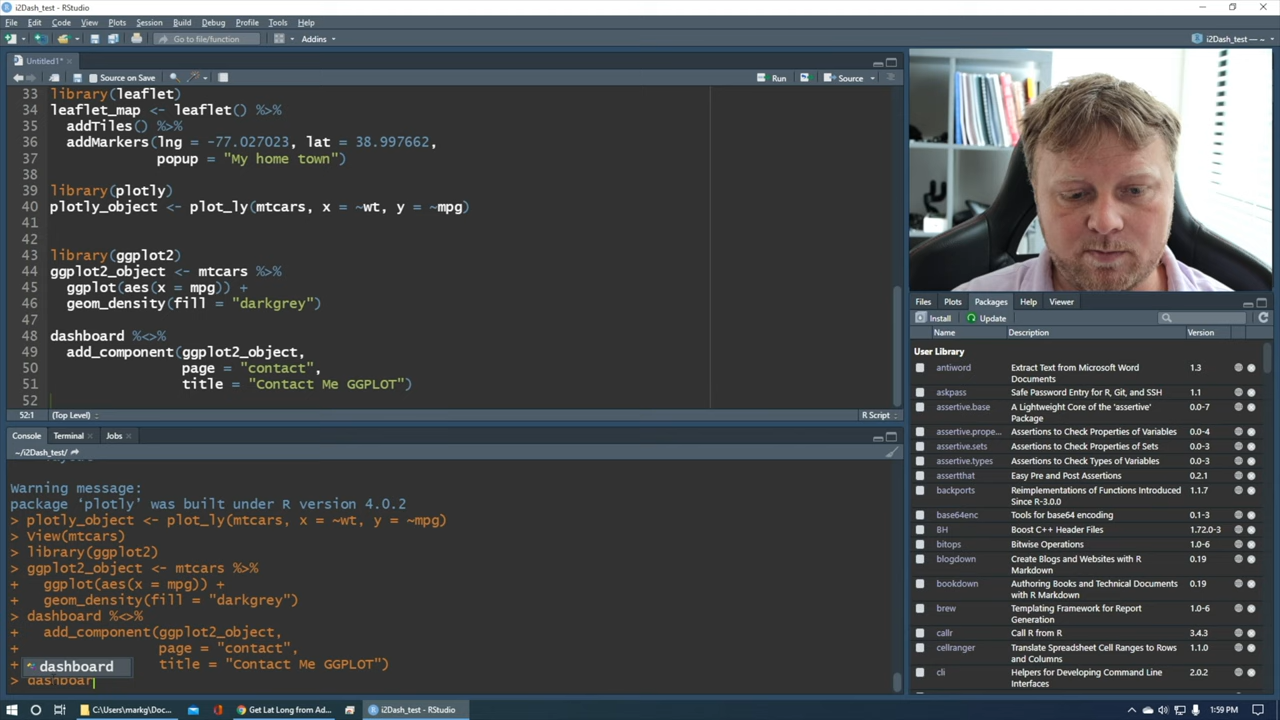 i2Dash_test - RStudio
File Edit Code View Plots Session Build Debug Profile Tools Help
Go to file/function Addins i2Dash_test — ~
Untitled1*
Source on Save Run Source
33 library(leaflet)
34 leaflet_map <- leaflet() %>%
35 addTiles() %>%
36 addMarkers(lng = -77.027023, lat = 38.997662,
37 popup = "My home town")
38
39 library(plotly)
40 plotly_object <- plot_ly(mtcars, x = ~wt, y = ~mpg)
41
42
43 library(ggplot2)
44 ggplot2_object <- mtcars %>%
45 ggplot(aes(x = mpg)) +
46 geom_density(fill = "darkgrey")
47
48 dashboard %<>%
49 add_component(ggplot2_object,
50 page = "contact",
51 title = "Contact Me GGPLOT")
52
52:1 (Top Level) R Script
Console Terminal Jobs
~/i2Dash_test/
Warning message:
package ‘plotly’ was built under R version 4.0.2
> plotly_object <- plot_ly(mtcars, x = ~wt, y = ~mpg)
> View(mtcars)
> library(ggplot2)
> ggplot2_object <- mtcars %>%
+ ggplot(aes(x = mpg)) +
+ geom_density(fill = "darkgrey")
> dashboard %<>%
+ add_component(ggplot2_object,
+ page = "contact",
+ title = "Contact Me GGPLOT")
dashboard
> dashboar
Files Plots Packages Help Viewer
Install Update
Name Description Version
User Library
antiword Extract Text from Microsoft Word 1.3
Documents
askpass Safe Password Entry for R, Git, and SSH 1.1
assertive.base A Lightweight Core of the 'assertive' 0.0-7
Package
assertive.prope... Assertions to Check Properties of Variables 0.0-4
assertive.sets Assertions to Check Properties of Sets 0.0-3
assertive.types Assertions to Check Types of Variables 0.0-3
assertthat Easy Pre and Post Assertions 0.2.1
backports Reimplementations of Functions Introduced 1.1.7
Since R-3.0.0
base64enc Tools for base64 encoding 0.1-3
BH Boost C++ Header Files 1.72.0-3
bitops Bitwise Operations 1.0-6
blogdown Create Blogs and Websites with R 0.19
Markdown
bookdown Authoring Books and Technical Documents 0.19
with R Markdown
brew Templating Framework for Report 1.0-6
Generation
callr Call R from R 3.4.3
cellranger Translate Spreadsheet Cell Ranges to Rows 1.1.0
and Columns
cli Helpers for Developing Command Line 2.0.2
Interfaces
C:\Users\markg\Doc... Get Lat Long from Ad... i2Dash_test - RStudio 1:59 PM